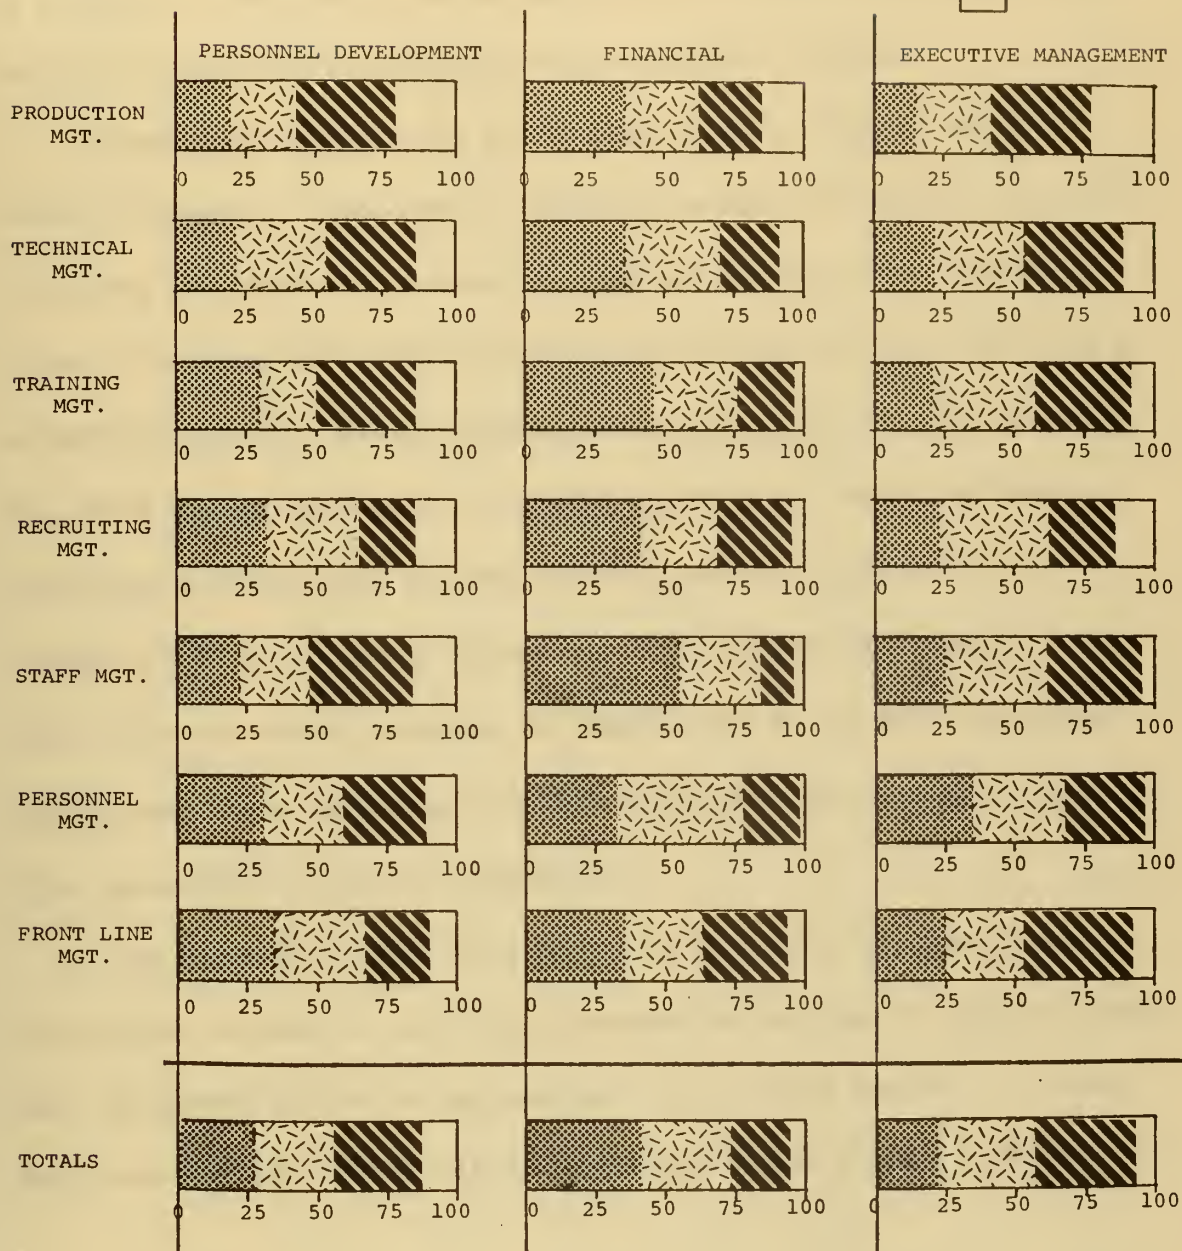 PERSONNEL DEVELOPMENT FINANCIAL EXECUTIVE MANAGEMENT
PRODUCTION
MGT.
0 25 50 75 100 0 25 50 75 100 0 25 50 75 100
TECHNICAL
MGT.
0 25 50 75 100 0 25 50 75 100 0 25 50 75 100
TRAINING
MGT.
0 25 50 75 100 0 25 50 75 100 0 25 50 75 100
RECRUITING
MGT.
0 25 50 75 100 0 25 50 75 100 0 25 50 75 100
STAFF MGT.
0 25 50 75 100 0 25 50 75 100 0 25 50 75 100
PERSONNEL
MGT.
0 25 50 75 100 0 25 50 75 100 0 25 50 75 100
FRONT LINE
MGT.
0 25 50 75 100 0 25 50 75 100 0 25 50 75 100
TOTALS
0 25 50 75 100 0 25 50 75 100 0 25 50 75 100